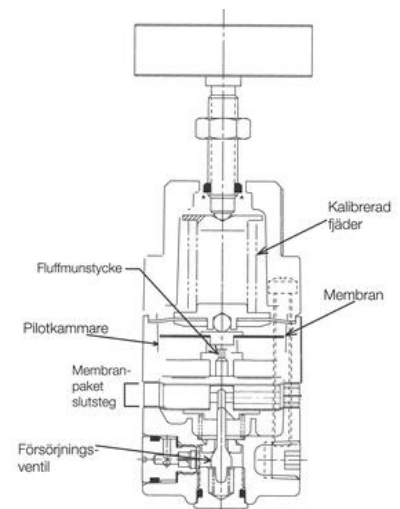 Kalibrerad
fjäder
Fluffmunstycke
Membran
Pilotkammare
Membran-
paket
slutsteg
Försörjnings-
ventil